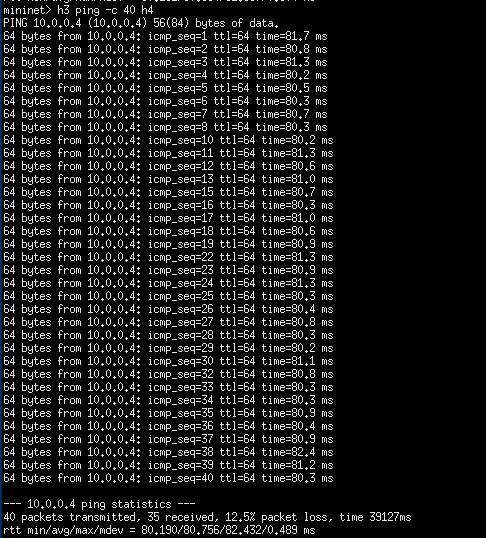 mininet> h3 ping -c 40 h4
PING 10.0.0.4 (10.0.0.4) 56(84) bytes of data.
64 bytes from 10.0.0.4: icmp_seq=1 ttl=64 time=81.7 ms
64 bytes from 10.0.0.4: icmp_seq=2 ttl=64 time=80.8 ms
64 bytes from 10.0.0.4: icmp_seq=3 ttl=64 time=81.3 ms
64 bytes from 10.0.0.4: icmp_seq=4 ttl=64 time=80.2 ms
64 bytes from 10.0.0.4: icmp_seq=5 ttl=64 time=80.5 ms
64 bytes from 10.0.0.4: icmp_seq=6 ttl=64 time=80.3 ms
64 bytes from 10.0.0.4: icmp_seq=7 ttl=64 time=80.7 ms
64 bytes from 10.0.0.4: icmp_seq=8 ttl=64 time=80.3 ms
64 bytes from 10.0.0.4: icmp_seq=10 ttl=64 time=80.2 ms
64 bytes from 10.0.0.4: icmp_seq=11 ttl=64 time=81.3 ms
64 bytes from 10.0.0.4: icmp_seq=12 ttl=64 time=80.6 ms
64 bytes from 10.0.0.4: icmp_seq=13 ttl=64 time=81.0 ms
64 bytes from 10.0.0.4: icmp_seq=15 ttl=64 time=80.7 ms
64 bytes from 10.0.0.4: icmp_seq=16 ttl=64 time=80.3 ms
64 bytes from 10.0.0.4: icmp_seq=17 ttl=64 time=81.0 ms
64 bytes from 10.0.0.4: icmp_seq=18 ttl=64 time=80.6 ms
64 bytes from 10.0.0.4: icmp_seq=19 ttl=64 time=80.9 ms
64 bytes from 10.0.0.4: icmp_seq=22 ttl=64 time=81.3 ms
64 bytes from 10.0.0.4: icmp_seq=23 ttl=64 time=80.9 ms
64 bytes from 10.0.0.4: icmp_seq=24 ttl=64 time=81.3 ms
64 bytes from 10.0.0.4: icmp_seq=25 ttl=64 time=80.3 ms
64 bytes from 10.0.0.4: icmp_seq=26 ttl=64 time=80.4 ms
64 bytes from 10.0.0.4: icmp_seq=27 ttl=64 time=80.8 ms
64 bytes from 10.0.0.4: icmp_seq=28 ttl=64 time=80.3 ms
64 bytes from 10.0.0.4: icmp_seq=29 ttl=64 time=80.2 ms
64 bytes from 10.0.0.4: icmp_seq=30 ttl=64 time=81.1 ms
64 bytes from 10.0.0.4: icmp_seq=32 ttl=64 time=80.8 ms
64 bytes from 10.0.0.4: icmp_seq=33 ttl=64 time=80.3 ms
64 bytes from 10.0.0.4: icmp_seq=34 ttl=64 time=80.3 ms
64 bytes from 10.0.0.4: icmp_seq=35 ttl=64 time=80.9 ms
64 bytes from 10.0.0.4: icmp_seq=36 ttl=64 time=80.4 ms
64 bytes from 10.0.0.4: icmp_seq=37 ttl=64 time=80.9 ms
64 bytes from 10.0.0.4: icmp_seq=38 ttl=64 time=82.4 ms
64 bytes from 10.0.0.4: icmp_seq=39 ttl=64 time=81.2 ms
64 bytes from 10.0.0.4: icmp_seq=40 ttl=64 time=80.3 ms
--- 10.0.0.4 ping statistics ---
40 packets transmitted, 35 received, 12.5% packet loss, time 39127ms
rtt min/avg/max/mdev = 80.190/80.756/82.432/0.489 ms